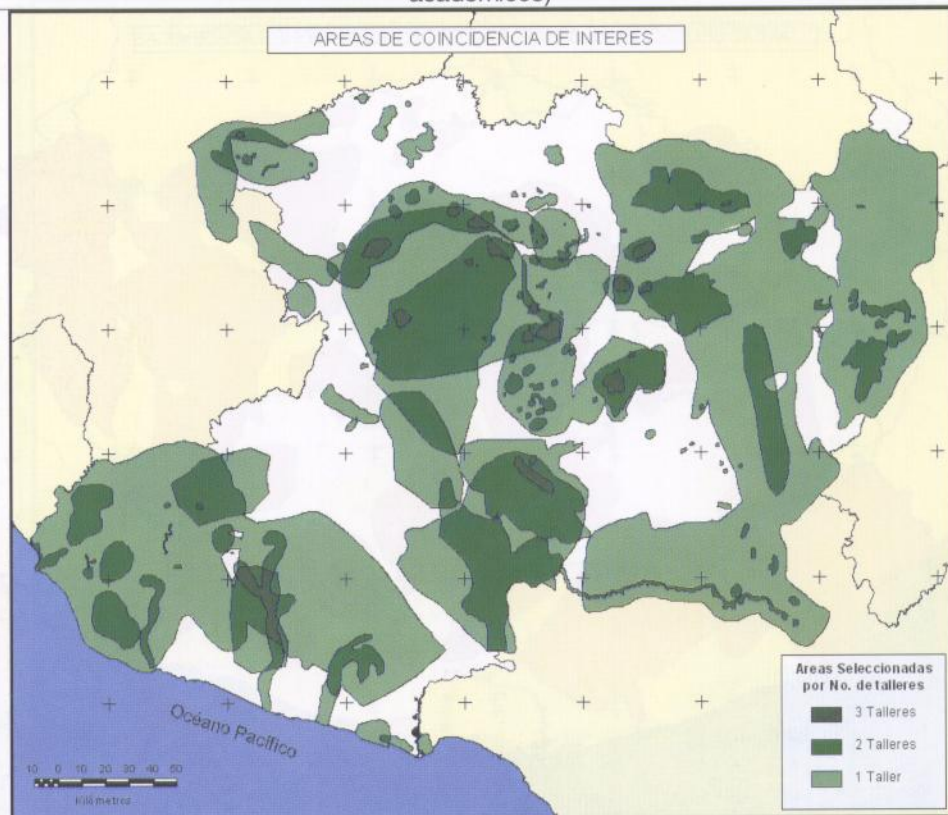 académicos)
AREAS DE COINCIDENCIA DE INTERES
Océano Pacífico
10 0 10 20 30 40 50
Kilómetros
Areas Seleccionadas
por No. de talleres
3 Talleres
2 Talleres
1 Taller